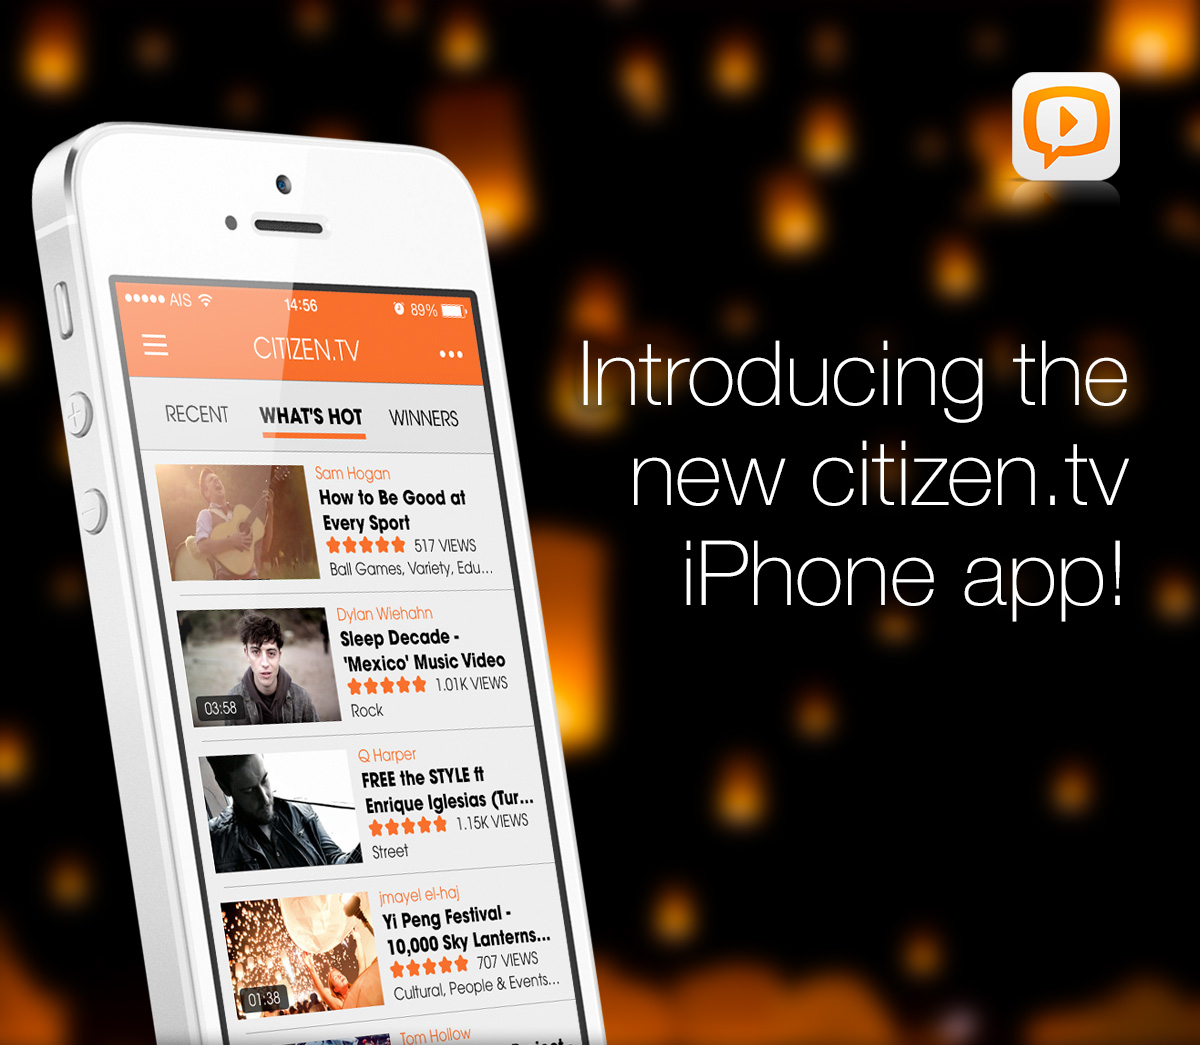 AIS 14:56 89%
CITIZEN.TV
RECENT WHAT'S HOT WINNERS
Sam Hogan
How to Be Good at
Every Sport
517 VIEWS
Ball Games, Variety, Edu...
Dylan Wiehahn
Sleep Decade -
'Mexico' Music Video
1.01K VIEWS
03:58
Rock
Q Harper
FREE the STYLE ft
Enrique Iglesias (Tur...
1.15K VIEWS
Street
jmayel el-haj
Yi Peng Festival -
10,000 Sky Lanterns...
707 VIEWS
01:38
Cultural, People & Events...
Tom Hollow
Introducing the
new citizen.tv
iPhone app!